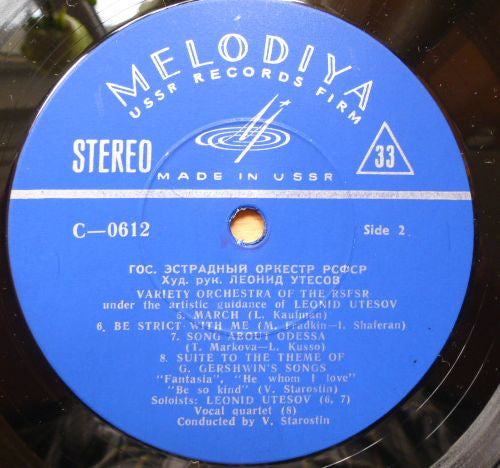 MELODIYA
USSR RECORDS FIRM
STEREO
33
MADE IN USSR
C—0612
Side 2
ГОС. ЭСТРАДНЫЙ ОРКЕСТР РСФСР
Худ. рук. ЛЕОНИД УТЕСОВ
VARIETY ORCHESTRA OF THE RSFSR
under the artistic guidance of LEONID UTESOV
5. MARCH (L. Kaufman)
6. BE STRICT WITH ME (M. Fradkin—I. Shaferan)
7. SONG ABOUT ODESSA
(T. Markova—L. Kusso)
8. SUITE TO THE THEME OF
G. GERSHWIN'S SONGS
"Fantasia", "He whom I love"
"Be so kind" (V. Starostin)
Soloists: LEONID UTESOV (6, 7)
Vocal quartet (8)
Conducted by V. Starostin